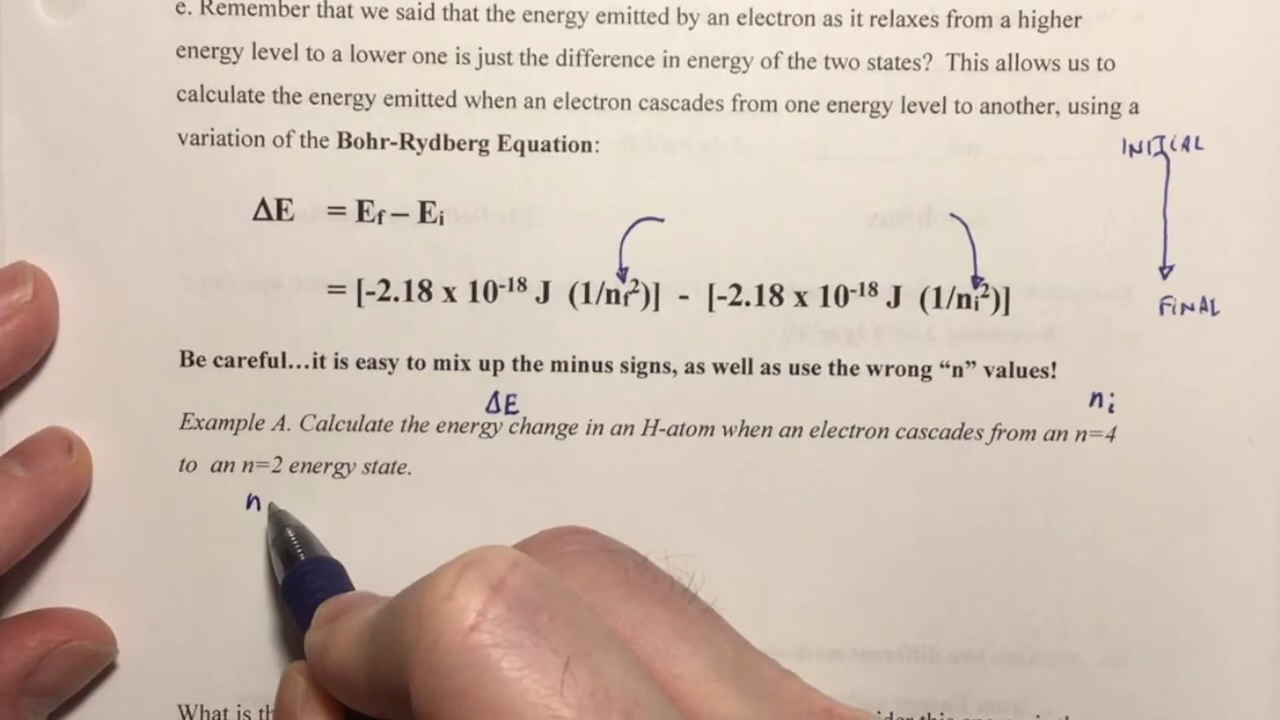 e. Remember that we said that the energy emitted by an electron as it relaxes from a higher
energy level to a lower one is just the difference in energy of the two states? This allows us to
calculate the energy emitted when an electron cascades from one energy level to another, using a
variation of the Bohr-Rydberg Equation:
INITIAL
ΔE = Ef – Ei
= [-2.18 x 10⁻¹⁸ J (1/nf²)] - [-2.18 x 10⁻¹⁸ J (1/ni²)]
FINAL
Be careful…it is easy to mix up the minus signs, as well as use the wrong “n” values!
ΔE ni
Example A. Calculate the energy change in an H-atom when an electron cascades from an n=4
to an n=2 energy state.
n
What is